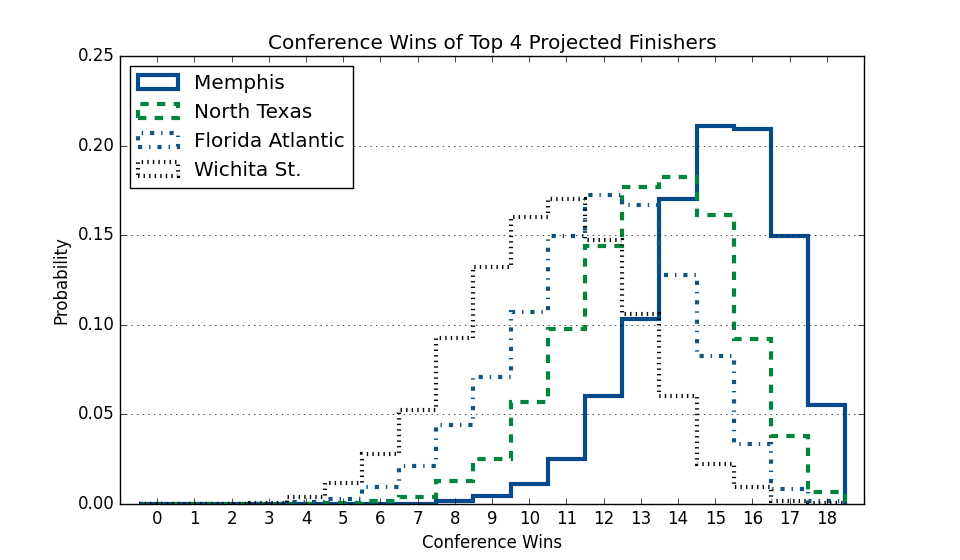 Conference Wins of Top 4 Projected Finishers
0.25
Memphis
North Texas
Florida Atlantic
Wichita St.
0.20
0.15
0.10
0.05
0.00
Probability
0 1 2 3 4 5 6 7 8 9 10 11 12 13 14 15 16 17 18
Conference Wins